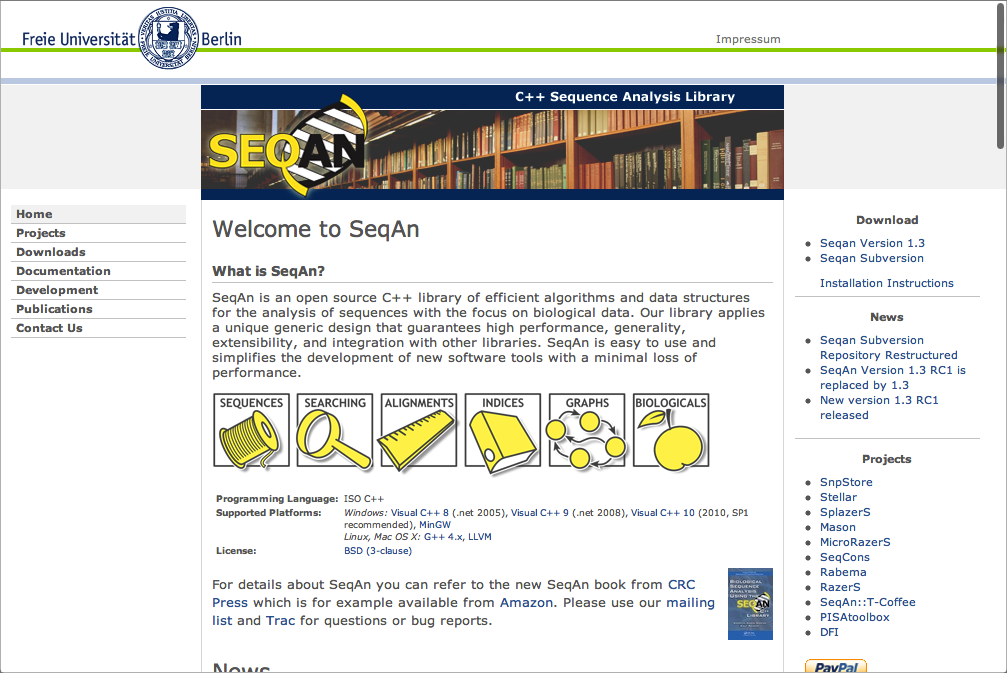 Freie Universität Berlin
Impressum
C++ Sequence Analysis Library
SEQAN
Home
Projects
Downloads
Documentation
Development
Publications
Contact Us
Welcome to SeqAn
What is SeqAn?
SeqAn is an open source C++ library of efficient algorithms and data structures
for the analysis of sequences with the focus on biological data. Our library applies
a unique generic design that guarantees high performance, generality,
extensibility, and integration with other libraries. SeqAn is easy to use and
simplifies the development of new software tools with a minimal loss of
performance.
SEQUENCES SEARCHING ALIGNMENTS INDICES GRAPHS BIOLOGICALS
Programming Language: ISO C++
Supported Platforms: Windows: Visual C++ 8 (.net 2005), Visual C++ 9 (.net 2008), Visual C++ 10 (2010, SP1
recommended), MinGW
Linux, Mac OS X: G++ 4.x, LLVM
License: BSD (3-clause)
For details about SeqAn you can refer to the new SeqAn book from CRC
Press which is for example available from Amazon. Please use our mailing
list and Trac for questions or bug reports.
BIOLOGICAL
SEQUENCE
ANALYSIS
USING THE
SEQAN
C++
LIBRARY
News
Download
Seqan Version 1.3
Seqan Subversion
Installation Instructions
News
Seqan Subversion
Repository Restructured
SeqAn Version 1.3 RC1 is
replaced by 1.3
New version 1.3 RC1
released
Projects
SnpStore
Stellar
SplazerS
Mason
MicroRazerS
SeqCons
Rabema
RazerS
SeqAn::T-Coffee
PISAtoolbox
DFI
PayPal